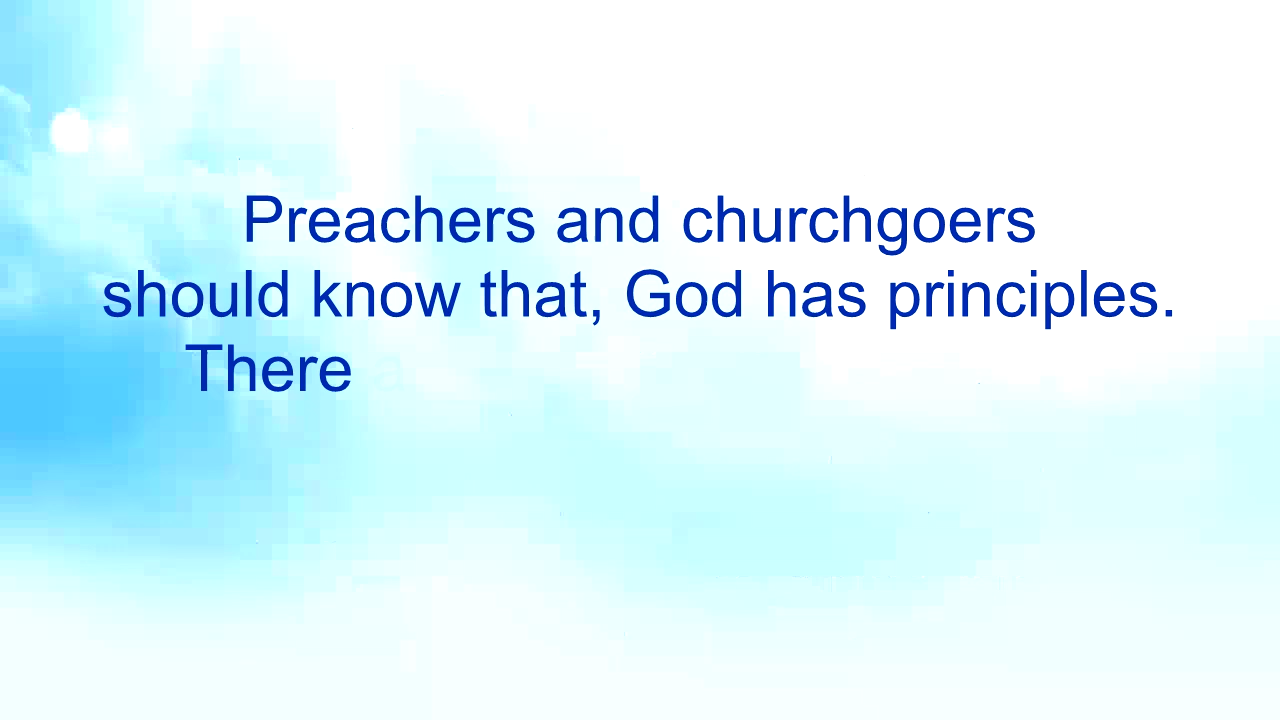 Preachers and churchgoers
should know that, God has principles.
There